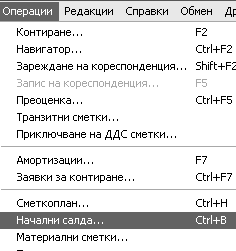 Операции Редакции Справки Обмен
Контиране... F2
Навигатор... Ctrl+F2
Зареждане на кореспонденция... Shift+F2
Запис на кореспонденция... F5
Преоценка... Ctrl+F5
Транзитни сметки...
Приключване на ДДС сметки...
Амортизации... F7
Заявки за контиране... Ctrl+F7
Сметкоплан... Ctrl+H
Начални салда... Ctrl+B
Материални сметки...